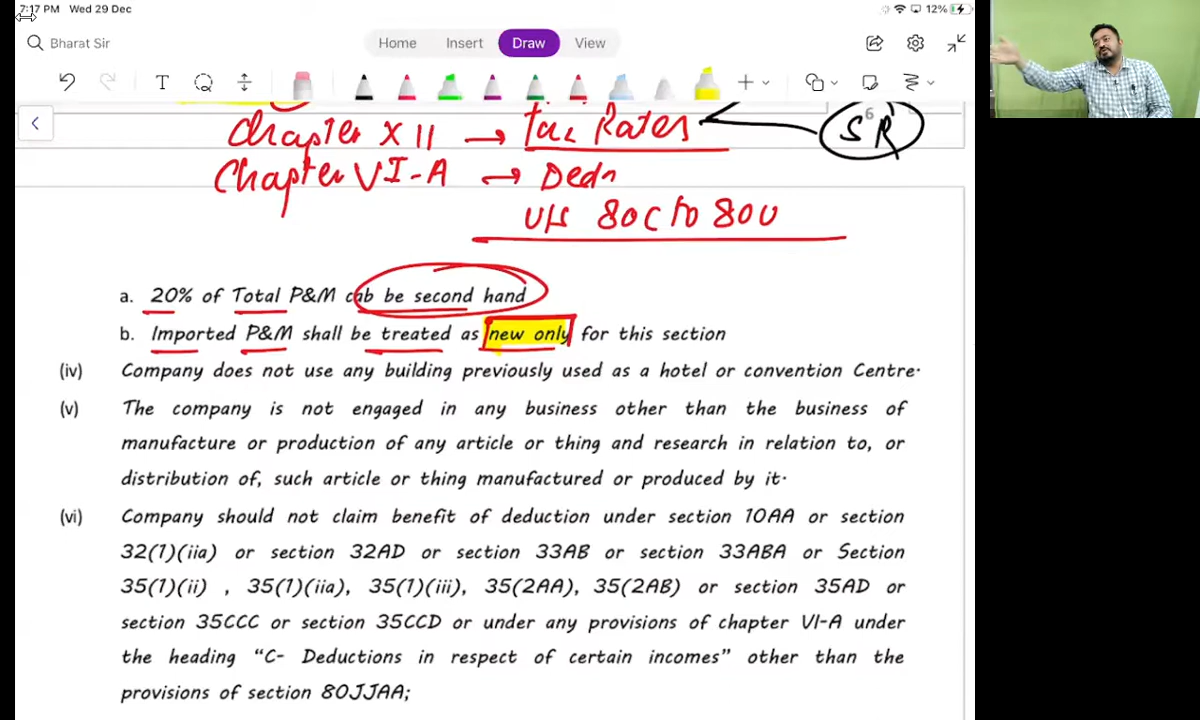 7:17 PM Wed 29 Dec
12%
Bharat Sir
Home Insert Draw View
T
6
Chapter XII → Tax Rates
SR
Chapter VI-A → Dedn
u/s 80C to 80U
a. 20% of Total P&M cab be second hand
b. Imported P&M shall be treated as new only for this section
(iv) Company does not use any building previously used as a hotel or convention Centre.
(v) The company is not engaged in any business other than the business of
manufacture or production of any article or thing and research in relation to, or
distribution of, such article or thing manufactured or produced by it.
(vi) Company should not claim benefit of deduction under section 10AA or section
32(1)(iia) or section 32AD or section 33AB or section 33ABA or Section
35(1)(ii) , 35(1)(iia), 35(1)(iii), 35(2AA), 35(2AB) or section 35AD or
section 35CCC or section 35CCD or under any provisions of chapter VI-A under
the heading “C- Deductions in respect of certain incomes” other than the
provisions of section 80JJAA;